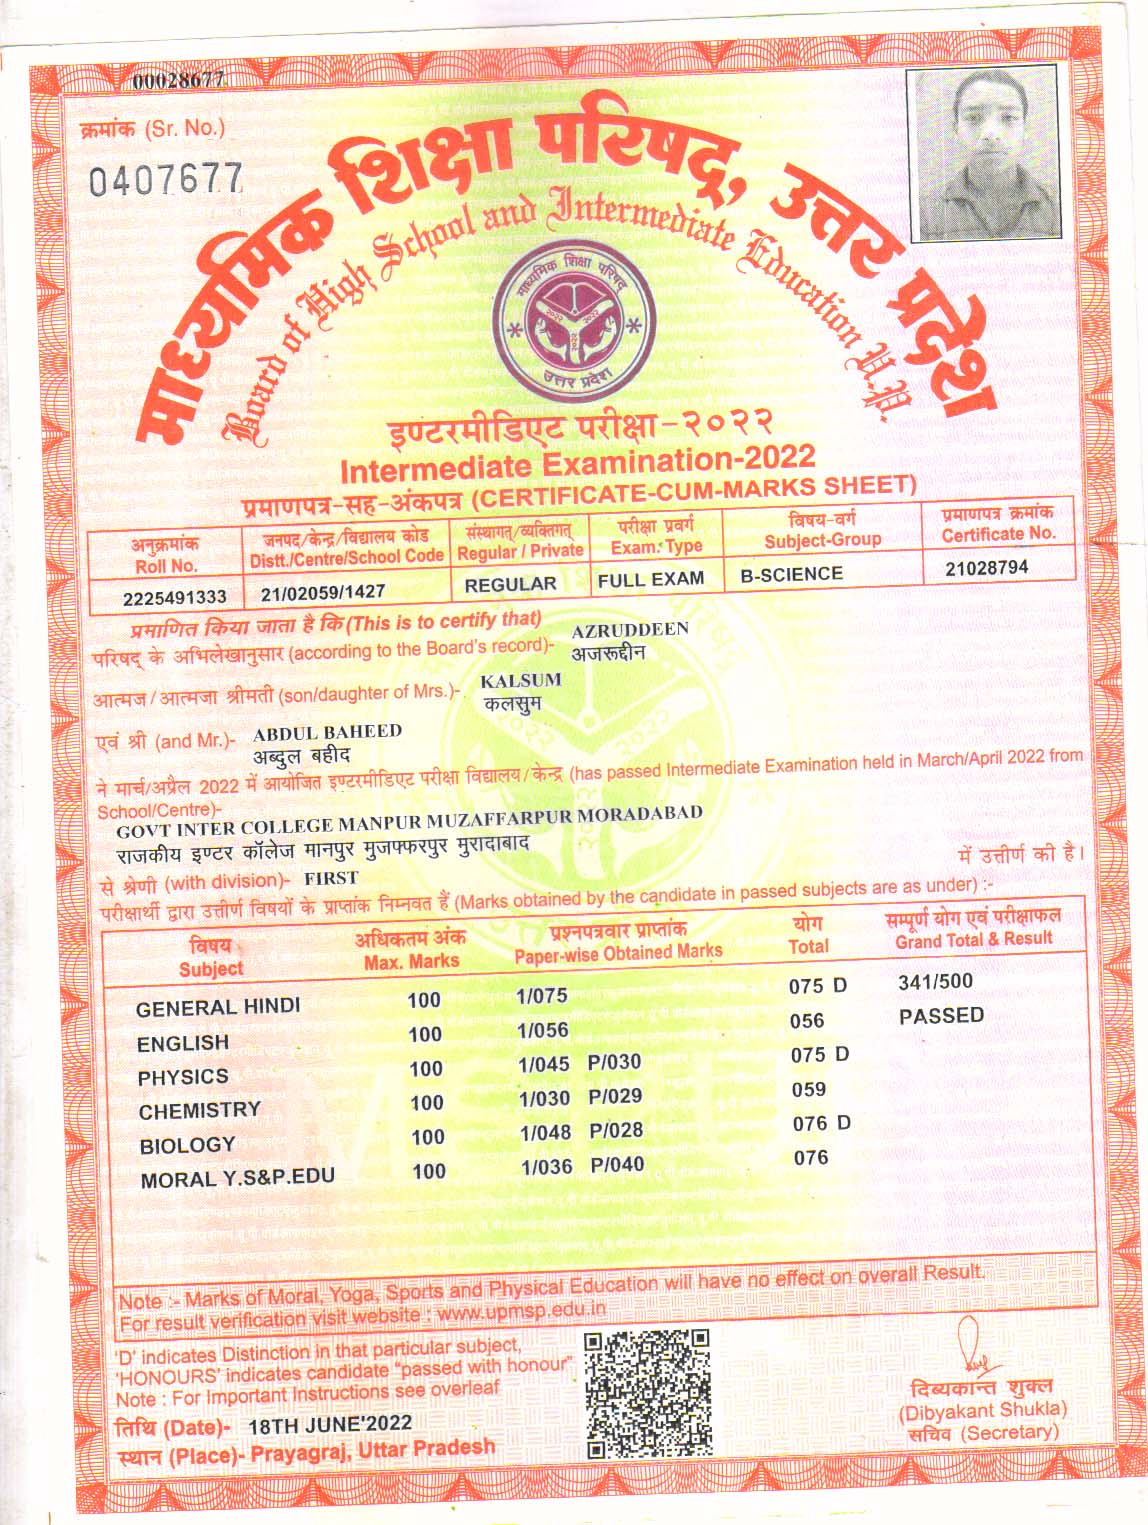 00028677
क्रमांक (Sr. No.)
0407677
माध्यमिक शिक्षा परिषद्, उत्तर प्रदेश
Board of High School and Intermediate Education U.P.
माध्यमिक शिक्षा परिषद्
२०२२ २०२२
२०२२
उत्तर प्रदेश
इण्टरमीडिएट परीक्षा-२०२२
Intermediate Examination-2022
प्रमाणपत्र-सह-अंकपत्र (CERTIFICATE-CUM-MARKS SHEET)
अनुक्रमांक जनपद/केन्द्र/विद्यालय कोड संस्थागत्/व्यक्तिगत् परीक्षा प्रवर्ग विषय-वर्ग प्रमाणपत्र क्रमांक
Roll No. Distt./Centre/School Code Regular / Private Exam. Type Subject-Group Certificate No.
2225491333 21/02059/1427 REGULAR FULL EXAM B-SCIENCE 21028794
प्रमाणित किया जाता है कि (This is to certify that)
परिषद् के अभिलेखानुसार (according to the Board's record)- AZRUDDEEN
अजरूद्दीन
आत्मज/आत्मजा श्रीमती (son/daughter of Mrs.)- KALSUM
कलसुम
एवं श्री (and Mr.)- ABDUL BAHEED
अब्दुल बहीद
ने मार्च/अप्रैल 2022 में आयोजित इण्टरमीडिएट परीक्षा विद्यालय/केन्द्र (has passed Intermediate Examination held in March/April 2022 from
School/Centre)-
GOVT INTER COLLEGE MANPUR MUZAFFARPUR MORADABAD
राजकीय इण्टर कॉलेज मानपुर मुजफ्फरपुर मुरादाबाद
में उत्तीर्ण की है।
से श्रेणी (with division)- FIRST
परीक्षार्थी द्वारा उत्तीर्ण विषयों के प्राप्तांक निम्नवत हैं (Marks obtained by the candidate in passed subjects are as under) :-
विषय अधिकतम अंक प्रश्नपत्रवार प्राप्तांक योग सम्पूर्ण योग एवं परीक्षाफल
Subject Max. Marks Paper-wise Obtained Marks Total Grand Total & Result
GENERAL HINDI 100 1/075 075 D 341/500
ENGLISH 100 1/056 056 PASSED
PHYSICS 100 1/045 P/030 075 D
CHEMISTRY 100 1/030 P/029 059
BIOLOGY 100 1/048 P/028 076 D
MORAL Y.S&P.EDU 100 1/036 P/040 076
Note :- Marks of Moral, Yoga, Sports and Physical Education will have no effect on overall Result.
For result verification visit website : www.upmsp.edu.in
'D' indicates Distinction in that particular subject,
'HONOURS' indicates candidate "passed with honour"
Note : For Important Instructions see overleaf
तिथि (Date)- 18TH JUNE'2022
स्थान (Place)- Prayagraj, Uttar Pradesh
दिब्यकान्त शुक्ल
(Dibyakant Shukla)
सचिव (Secretary)